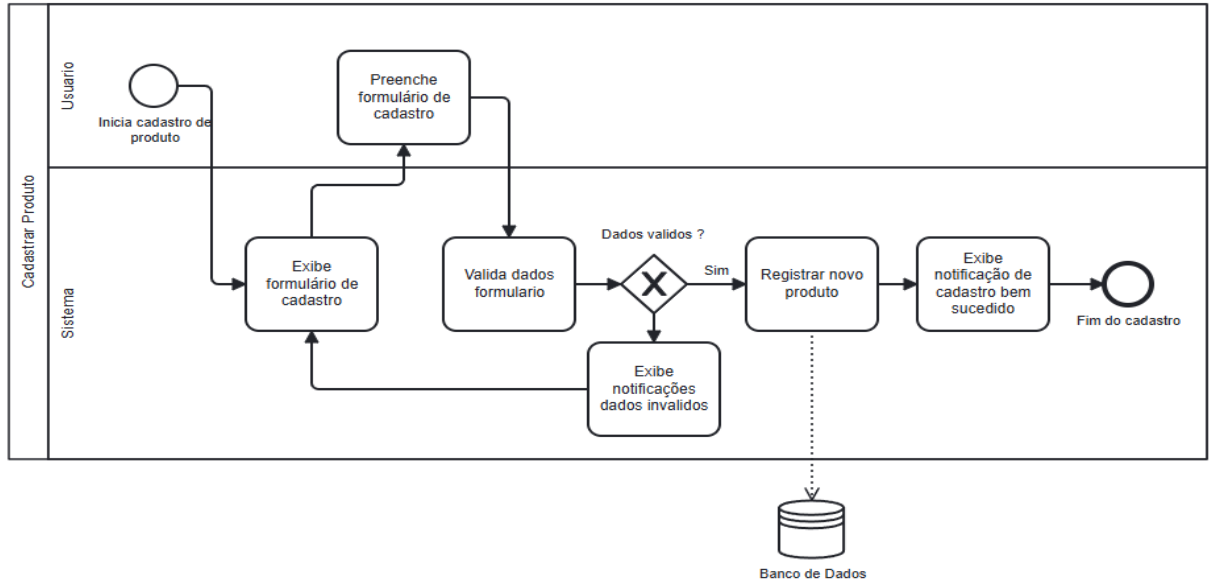 Cadastrar Produto
Usuario
Inicia cadastro de
produto
Preenche
formulário de
cadastro
Sistema
Exibe
formulário de
cadastro
Valida dados
formulario
Dados validos ?
Sim
Registrar novo
produto
Exibe
notificação de
cadastro bem
sucedido
Fim do cadastro
Exibe
notificações
dados invalidos
Banco de Dados